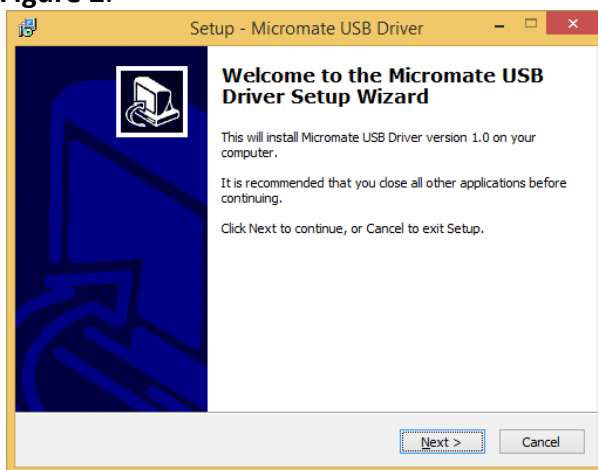 Figure 2.
Setup - Micromate USB Driver
Welcome to the Micromate USB
Driver Setup Wizard
This will install Micromate USB Driver version 1.0 on your
computer.
It is recommended that you close all other applications before
continuing.
Click Next to continue, or Cancel to exit Setup.
Next >
Cancel